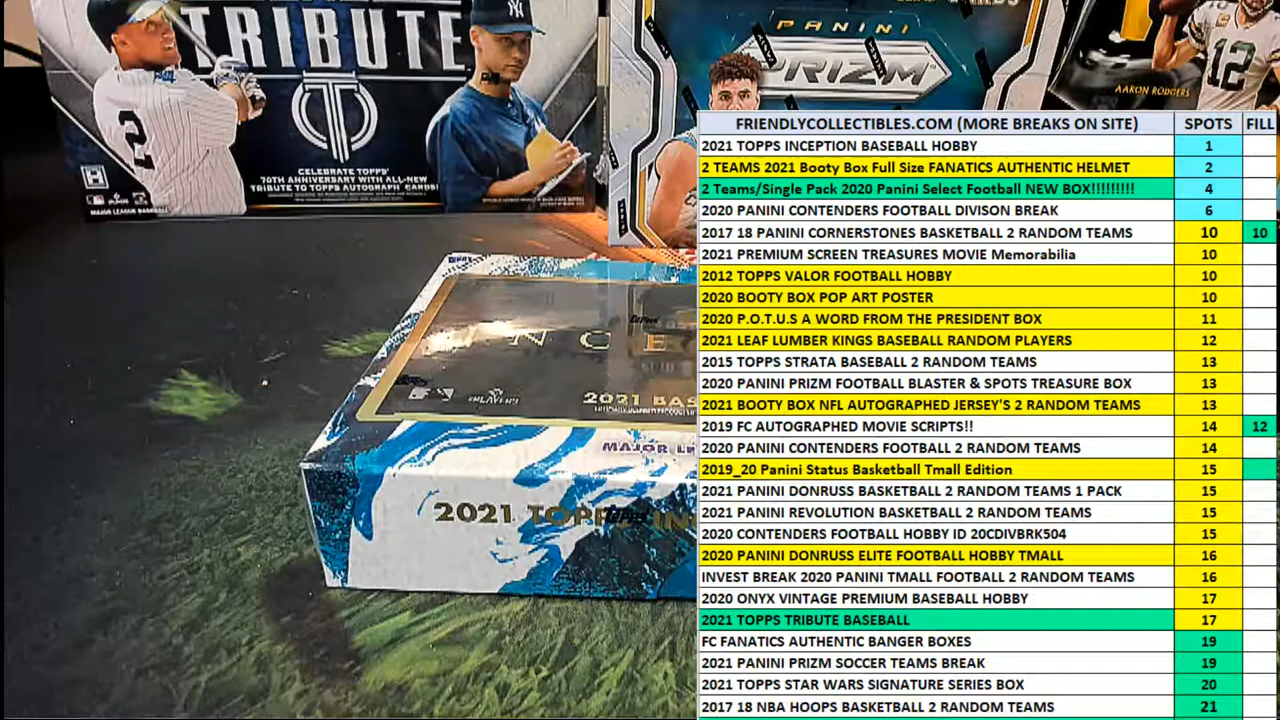 TRIBUTE
2
CELEBRATE TOPPS'
70TH ANNIVERSARY WITH ALL-NEW
TRIBUTE TO TOPPS AUTOGRAPH CARDS!
H
MAJOR LEAGUE BASEBALL
PANINI
PRIZM
12
AARON RODGERS
2021 BAS
MAJOR LE
2021 TOPPS IN
FRIENDLYCOLLECTIBLES.COM (MORE BREAKS ON SITE) SPOTS FILL
2021 TOPPS INCEPTION BASEBALL HOBBY 1
2 TEAMS 2021 Booty Box Full Size FANATICS AUTHENTIC HELMET 2
2 Teams/Single Pack 2020 Panini Select Football NEW BOX!!!!!!!!! 4
2020 PANINI CONTENDERS FOOTBALL DIVISON BREAK 6
2017 18 PANINI CORNERSTONES BASKETBALL 2 RANDOM TEAMS 10 10
2021 PREMIUM SCREEN TREASURES MOVIE Memorabilia 10
2012 TOPPS VALOR FOOTBALL HOBBY 10
2020 BOOTY BOX POP ART POSTER 10
2020 P.O.T.U.S A WORD FROM THE PRESIDENT BOX 11
2021 LEAF LUMBER KINGS BASEBALL RANDOM PLAYERS 12
2015 TOPPS STRATA BASEBALL 2 RANDOM TEAMS 13
2020 PANINI PRIZM FOOTBALL BLASTER & SPOTS TREASURE BOX 13
2021 BOOTY BOX NFL AUTOGRAPHED JERSEY'S 2 RANDOM TEAMS 13
2019 FC AUTOGRAPHED MOVIE SCRIPTS!! 14 12
2020 PANINI CONTENDERS FOOTBALL 2 RANDOM TEAMS 14
2019_20 Panini Status Basketball Tmall Edition 15
2021 PANINI DONRUSS BASKETBALL 2 RANDOM TEAMS 1 PACK 15
2021 PANINI REVOLUTION BASKETBALL 2 RANDOM TEAMS 15
2020 CONTENDERS FOOTBALL HOBBY ID 20CDIVBRK504 15
2020 PANINI DONRUSS ELITE FOOTBALL HOBBY TMALL 16
INVEST BREAK 2020 PANINI TMALL FOOTBALL 2 RANDOM TEAMS 16
2020 ONYX VINTAGE PREMIUM BASEBALL HOBBY 17
2021 TOPPS TRIBUTE BASEBALL 17
FC FANATICS AUTHENTIC BANGER BOXES 19
2021 PANINI PRIZM SOCCER TEAMS BREAK 19
2021 TOPPS STAR WARS SIGNATURE SERIES BOX 20
2017 18 NBA HOOPS BASKETBALL 2 RANDOM TEAMS 21